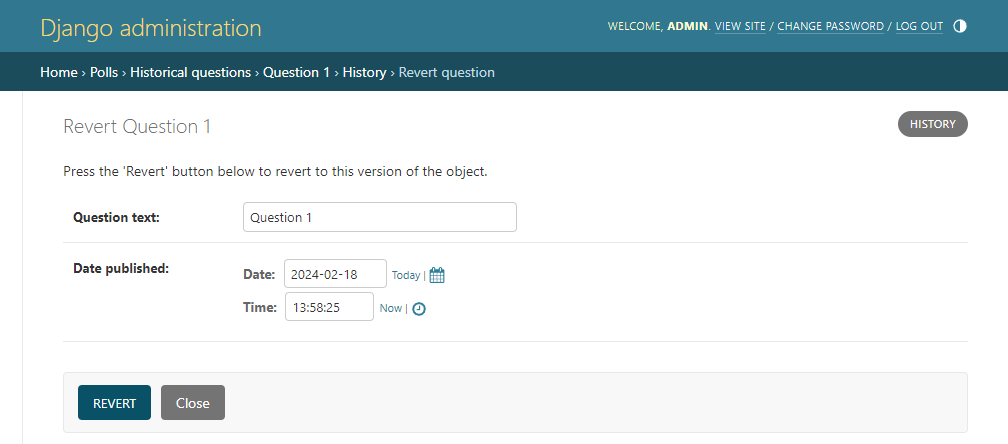 Django administration
WELCOME, ADMIN. VIEW SITE / CHANGE PASSWORD / LOG OUT
Home › Polls › Historical questions › Question 1 › History › Revert question
Revert Question 1
HISTORY
Press the 'Revert' button below to revert to this version of the object.
Question text: Question 1
Date published:
Date: 2024-02-18 Today |
Time: 13:58:25 Now |
REVERT Close